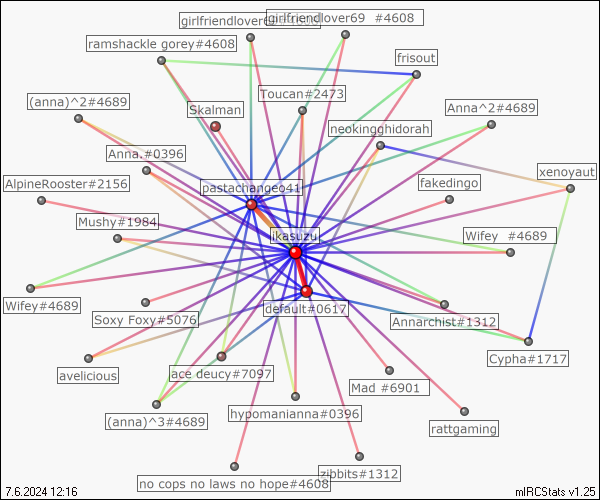 girlfriendlover69 #4608
ramshackle gorey#4608
frisout
Toucan#2473
(anna)^2#4689
Skalman
Anna^2#4689
neokingghidorah
Anna.#0396
xenoyaut
AlpineRooster#2156
pastachangeo41
fakedingo
Mushy#1984
ikasuzu
Wifey #4689
Wifey#4689
default#0617
Soxy Foxy#5076
Annarchist#1312
Cypha#1717
avelicious
ace deucy#7097
Mad #6901
(anna)^3#4689
hypomanianna#0396
rattgaming
zibbits#1312
no cops no laws no hope#4608
7.6.2024 12:16
mIRCStats v1.25